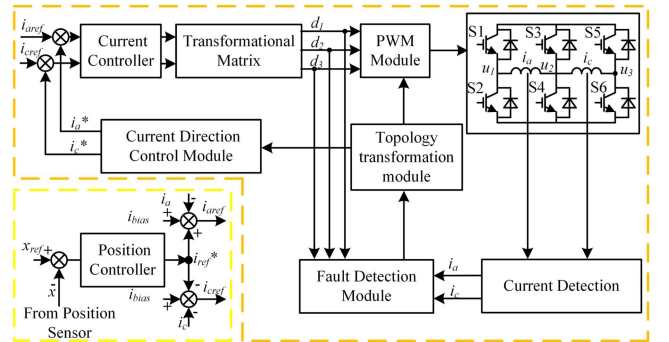 i_aref
i_cref
Current Controller
Transformational Matrix
d_1
d_2
d_3
PWM Module
S1
S3
S5
u_1
i_a
u_2
i_c
u_3
S2
S4
S6
i_a*
i_c*
Current Direction Control Module
Topology transformation module
i_a
-
i_bias
+
+
i_aref
x_ref
+
Position Controller
i_ref*
-
x
From Position Sensor
i_bias
+
-
i_cref
-
i_c
Fault Detection Module
i_a
i_c
Current Detection